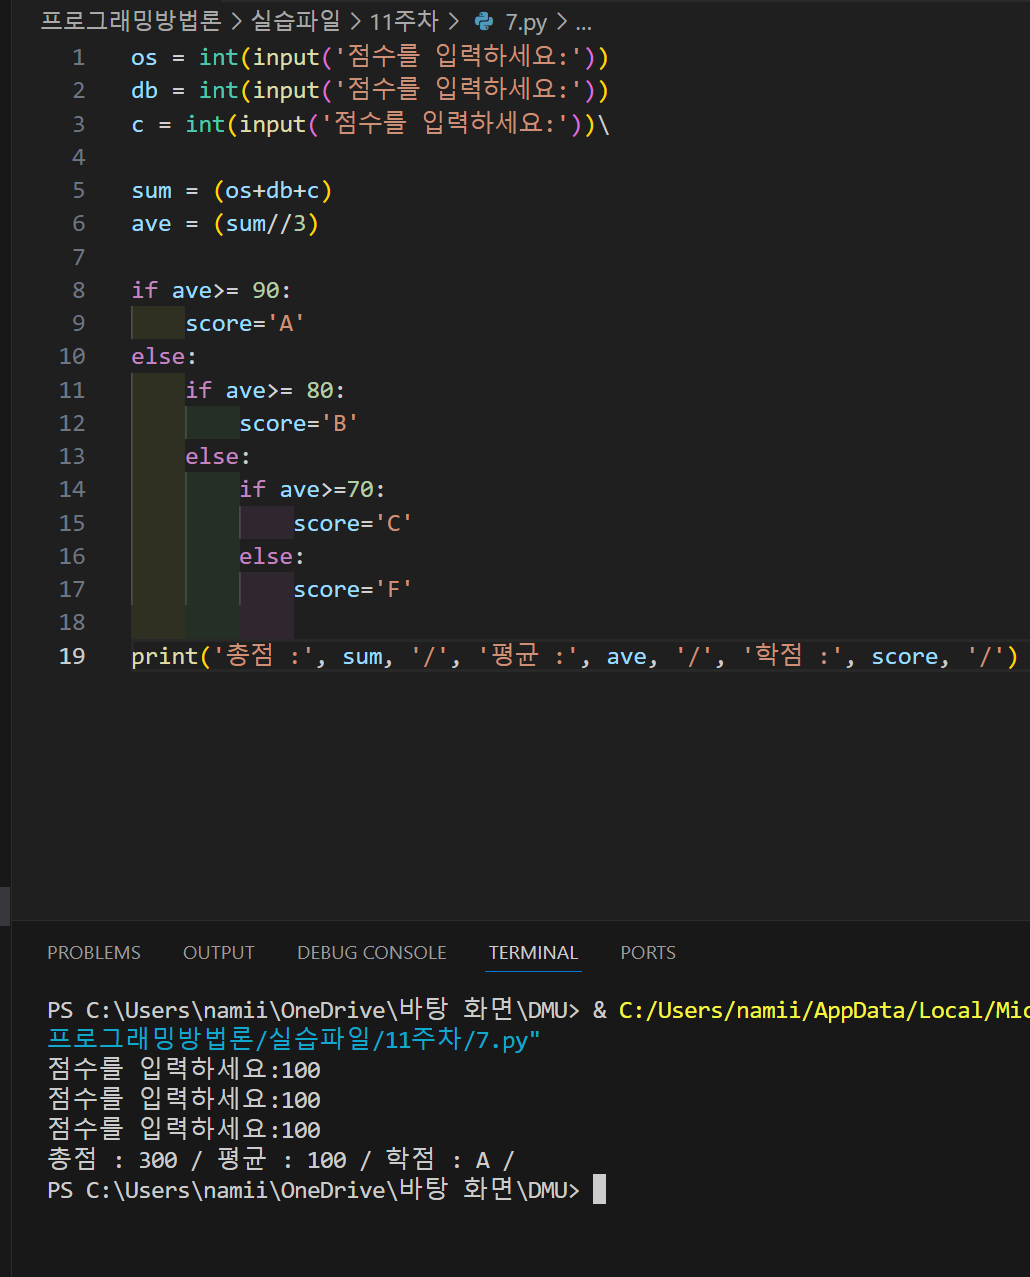 프로그래밍방법론 > 실습파일 > 11주차 > 7.py > ...
1 os = int(input('점수를 입력하세요:'))
2 db = int(input('점수를 입력하세요:'))
3 c = int(input('점수를 입력하세요:'))\
4
5 sum = (os+db+c)
6 ave = (sum//3)
7
8 if ave>= 90:
9     score='A'
10 else:
11     if ave>= 80:
12         score='B'
13     else:
14         if ave>=70:
15             score='C'
16         else:
17             score='F'
18
19 print('총점 :', sum, '/', '평균 :', ave, '/', '학점 :', score, '/')
PROBLEMS OUTPUT DEBUG CONSOLE TERMINAL PORTS
PS C:\Users\namii\OneDrive\바탕 화면\DMU> & C:/Users/namii/AppData/Local/Mic
프로그래밍방법론/실습파일/11주차/7.py"
점수를 입력하세요:100
점수를 입력하세요:100
점수를 입력하세요:100
총점 : 300 / 평균 : 100 / 학점 : A /
PS C:\Users\namii\OneDrive\바탕 화면\DMU>